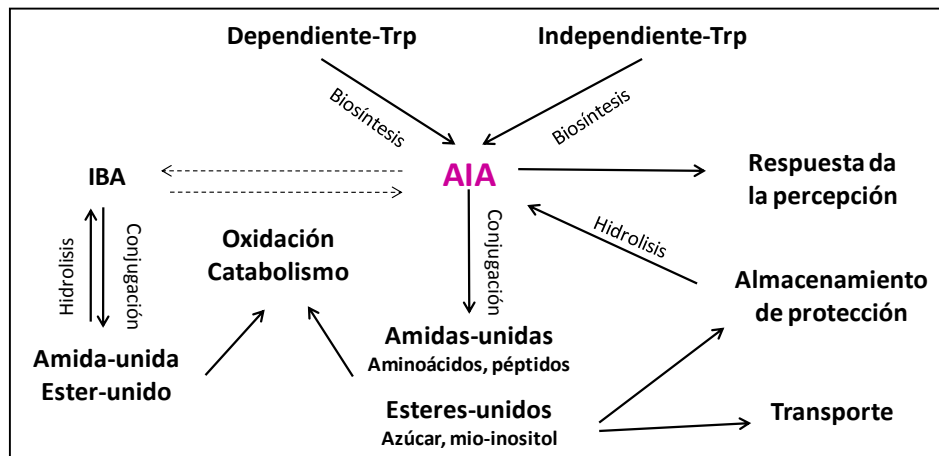 Dependiente-Trp
Independiente-Trp
Biosíntesis
Biosíntesis
IBA
AIA
Respuesta da
la percepción
Hidrolisis
Conjugación
Oxidación
Catabolismo
Conjugación
Hidrolisis
Almacenamiento
de protección
Amida-unida
Ester-unido
Amidas-unidas
Aminoácidos, péptidos
Esteres-unidos
Azúcar, mio-inositol
Transporte